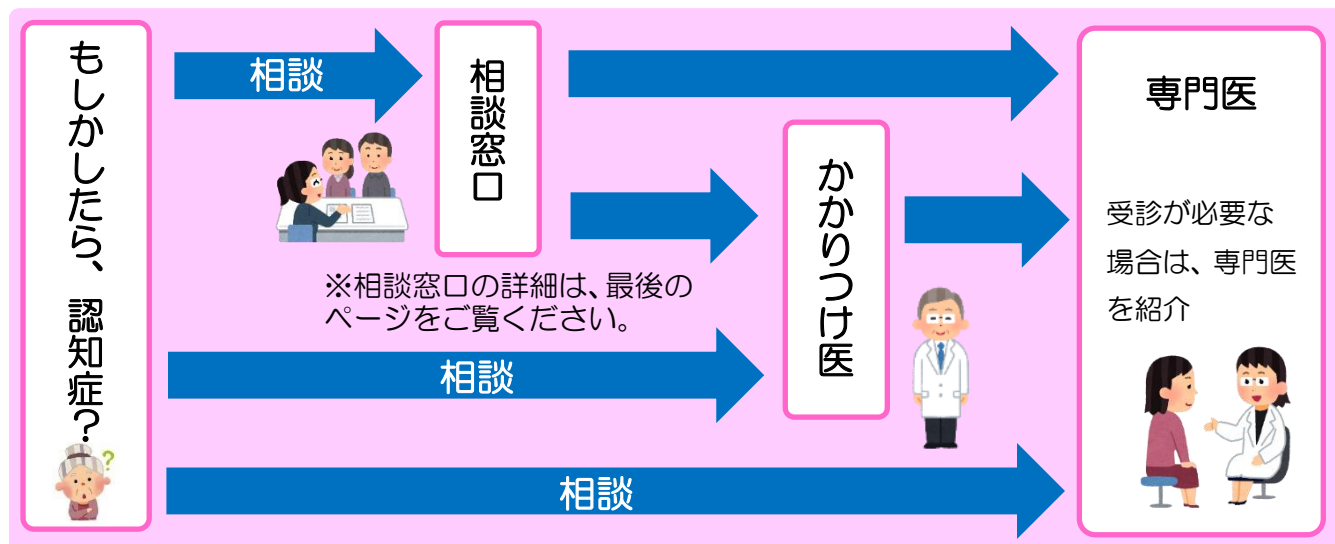 もしかしたら、認知症？
?
相談
相談窓口
※相談窓口の詳細は、最後の
ページをご覧ください。
相談
かかりつけ医
相談
専門医
受診が必要な
場合は、専門医
を紹介